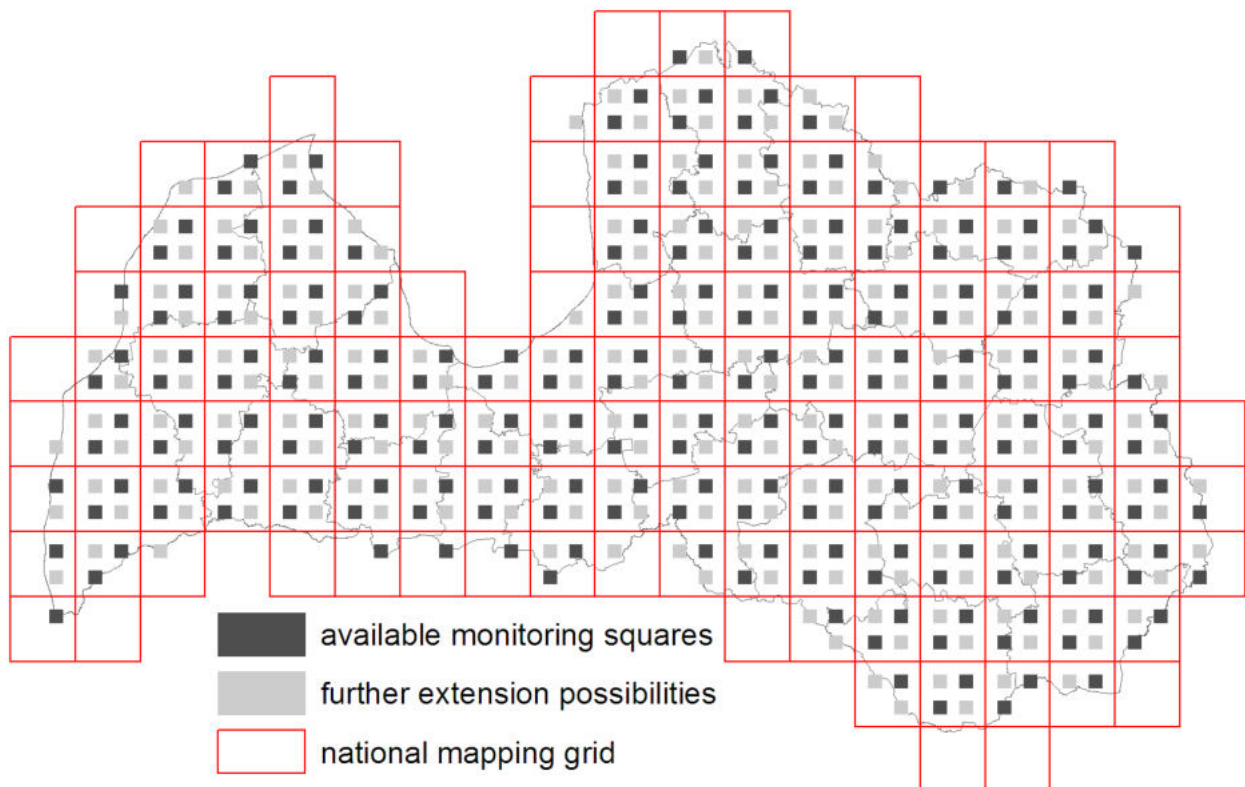 available monitoring squares
further extension possibilities
national mapping grid